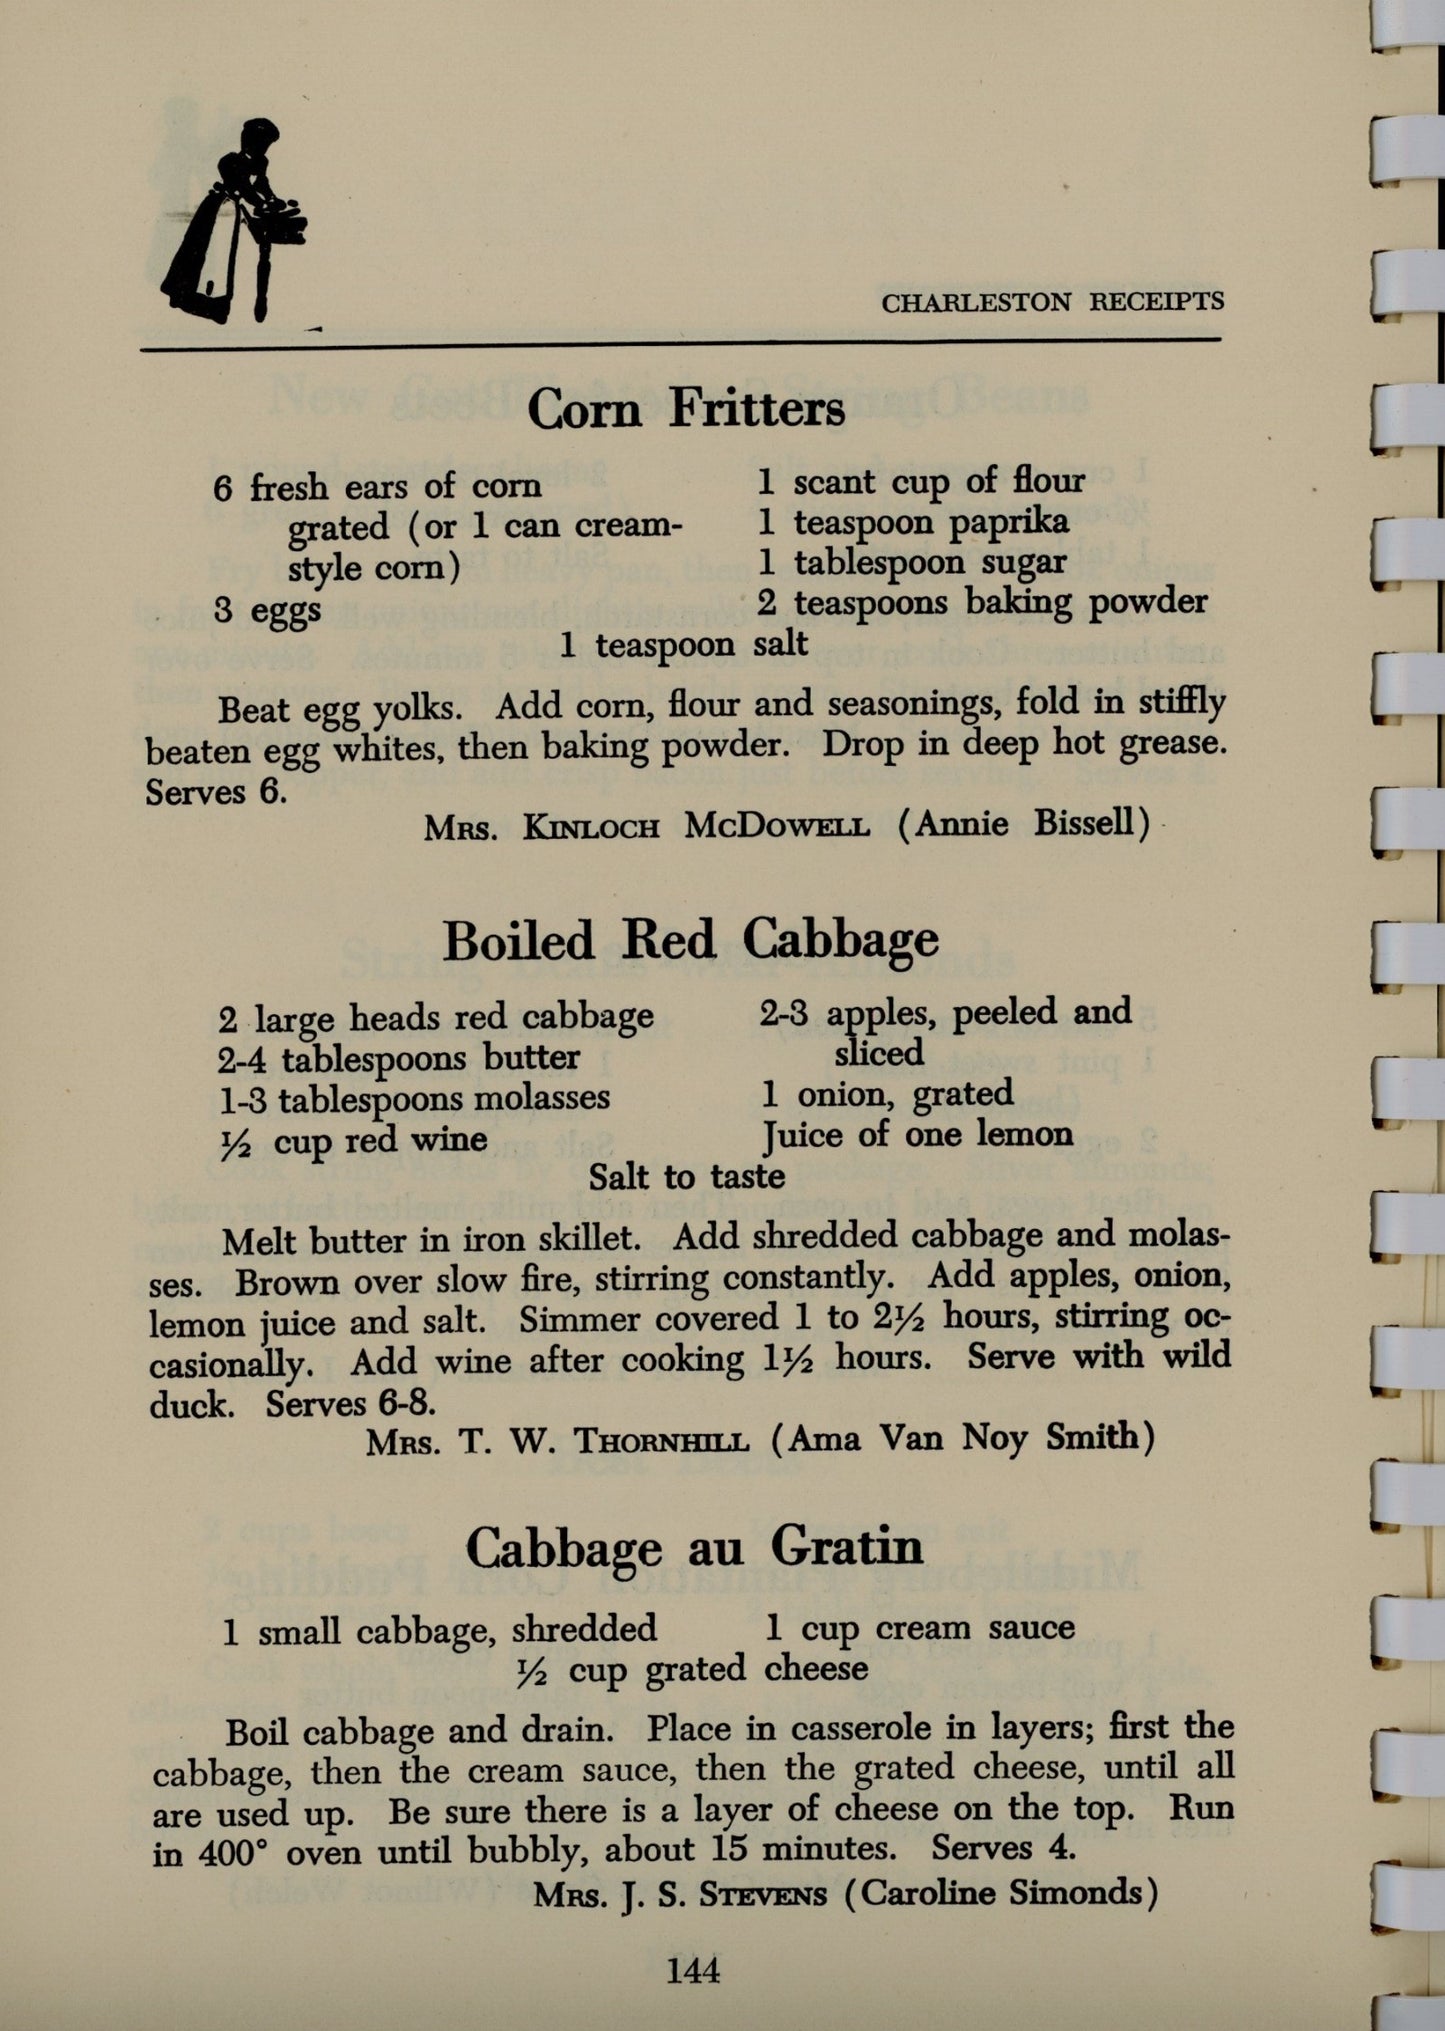 CHARLESTON RECEIPTS
Corn Fritters
6 fresh ears of corn
grated (or 1 can cream-
style corn)
3 eggs
1 scant cup of flour
1 teaspoon paprika
1 tablespoon sugar
2 teaspoons baking powder
1 teaspoon salt
Beat egg yolks. Add corn, flour and seasonings, fold in stiffly
beaten egg whites, then baking powder. Drop in deep hot grease.
Serves 6.
MRS. KINLOCH MCDOWELL (Annie Bissell)
Boiled Red Cabbage
2 large heads red cabbage
2-4 tablespoons butter
1-3 tablespoons molasses
½ cup red wine
2-3 apples, peeled and
sliced
1 onion, grated
Juice of one lemon
Salt to taste
Melt butter in iron skillet. Add shredded cabbage and molas-
ses. Brown over slow fire, stirring constantly. Add apples, onion,
lemon juice and salt. Simmer covered 1 to 2½ hours, stirring oc-
casionally. Add wine after cooking 1½ hours. Serve with wild
duck. Serves 6-8.
MRS. T. W. THORNHILL (Ama Van Noy Smith)
Cabbage au Gratin
1 small cabbage, shredded
1 cup cream sauce
½ cup grated cheese
Boil cabbage and drain. Place in casserole in layers; first the
cabbage, then the cream sauce, then the grated cheese, until all
are used up. Be sure there is a layer of cheese on the top. Run
in 400° oven until bubbly, about 15 minutes. Serves 4.
MRS. J. S. STEVENS (Caroline Simonds)
144